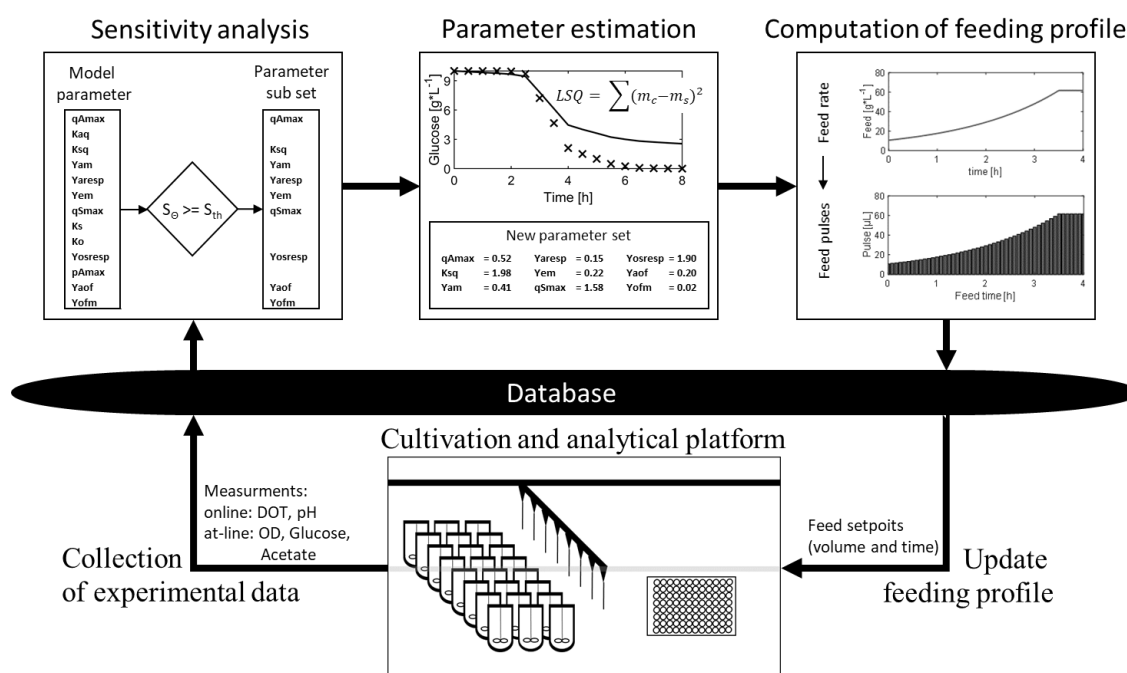 Sensitivity analysis
Parameter estimation
Computation of feeding profile
Model
parameter
Parameter
sub set
qAmax
Kaq
Ksq
Yam
Yaresp
Yem
qSmax
Ks
Ko
Yosresp
pAmax
Yaof
Yofm
S_Θ >= S_th
qAmax
Ksq
Yam
Yaresp
Yem
qSmax
Yosresp
Yaof
Yofm
Glucose [g*L⁻¹]
9
6
3
0
LSQ = ∑(m_c−m_s)²
0 2 4 6 8
Time [h]
New parameter set
qAmax = 0.52 Yaresp = 0.15 Yosresp = 1.90
Ksq = 1.98 Yem = 0.22 Yaof = 0.20
Yam = 0.41 qSmax = 1.58 Yofm = 0.02
Feed rate
Feed pulses
Feed [g*L⁻¹]
80
60
40
20
0
0 1 2 3 4
time [h]
Pulse [µL]
80
60
40
20
0
0 1 2 3 4
Feed time [h]
Database
Cultivation and analytical platform
Measurments:
online: DOT, pH
at-line: OD, Glucose,
Acetate
Collection
of experimental data
Feed setpoits
(volume and time)
Update
feeding profile